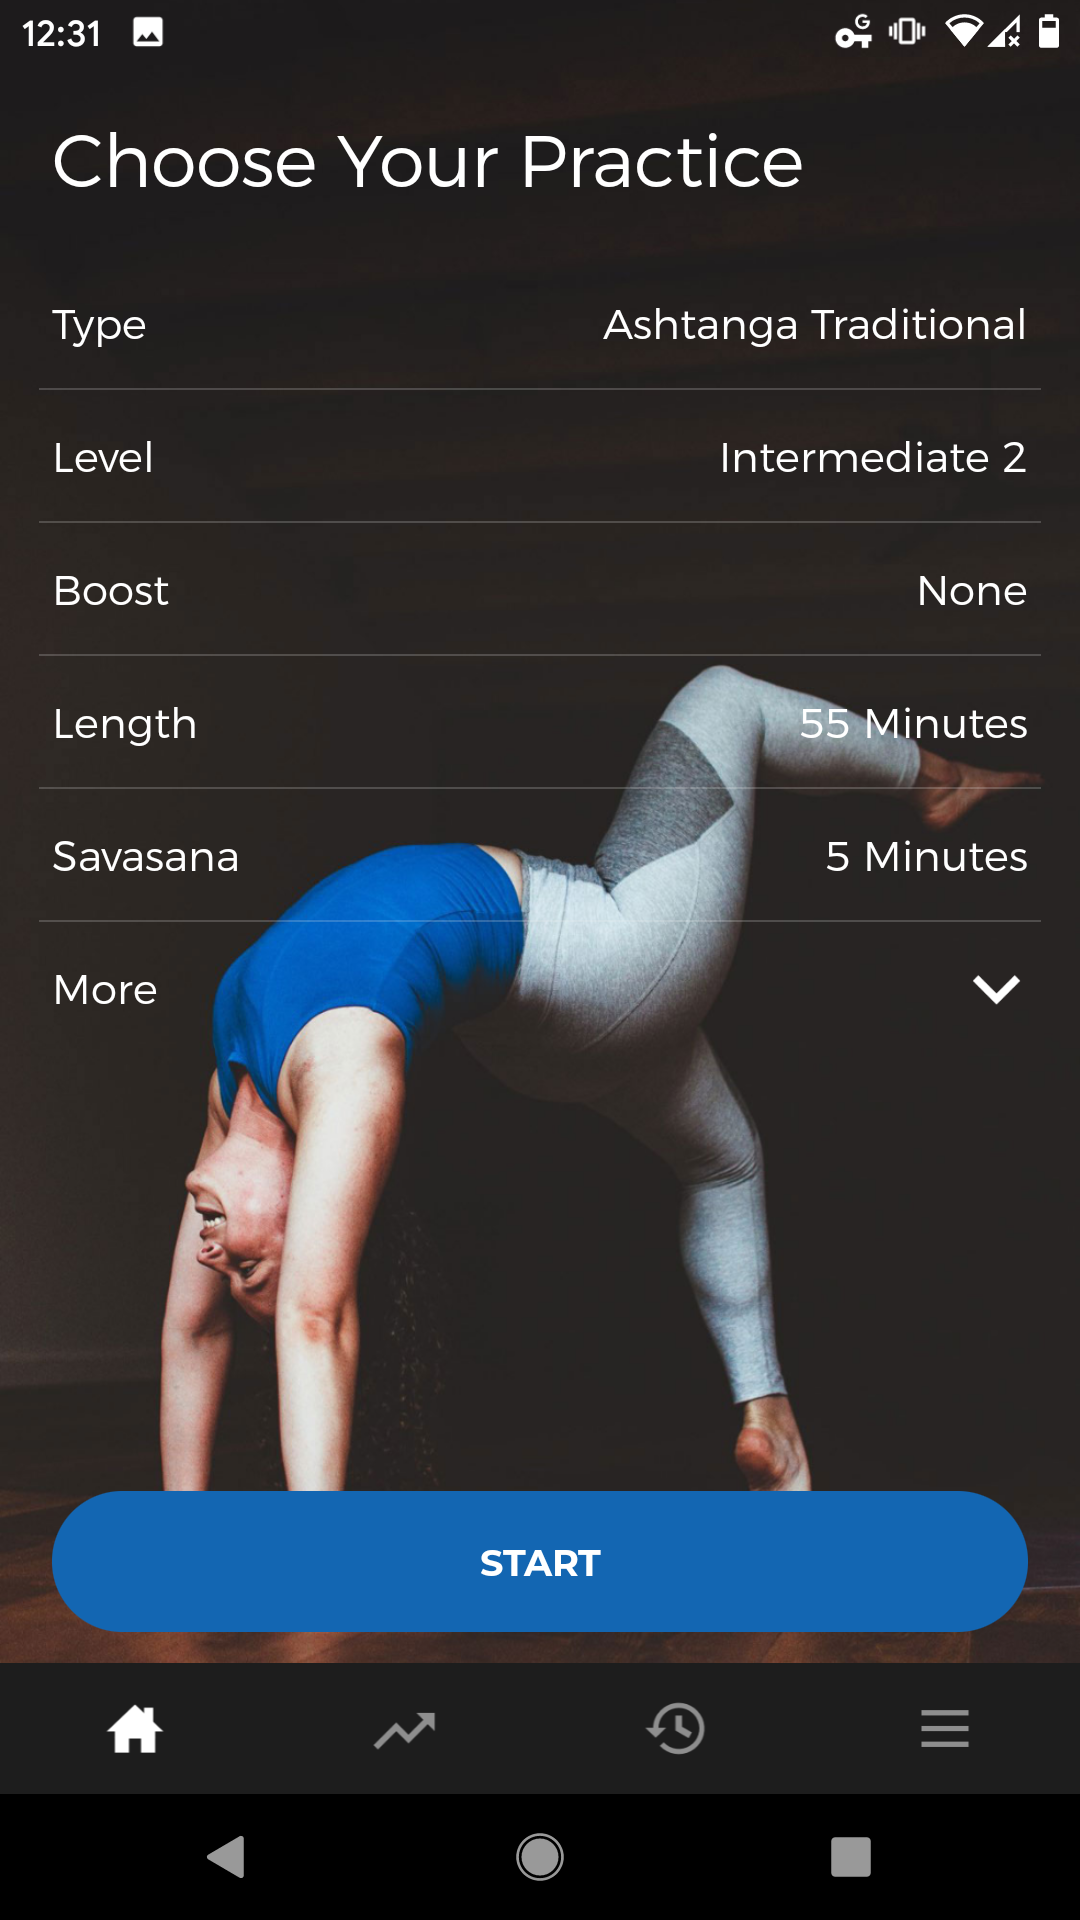 12:31
G
Choose Your Practice
Type Ashtanga Traditional
Level Intermediate 2
Boost None
Length 55 Minutes
Savasana 5 Minutes
More
START